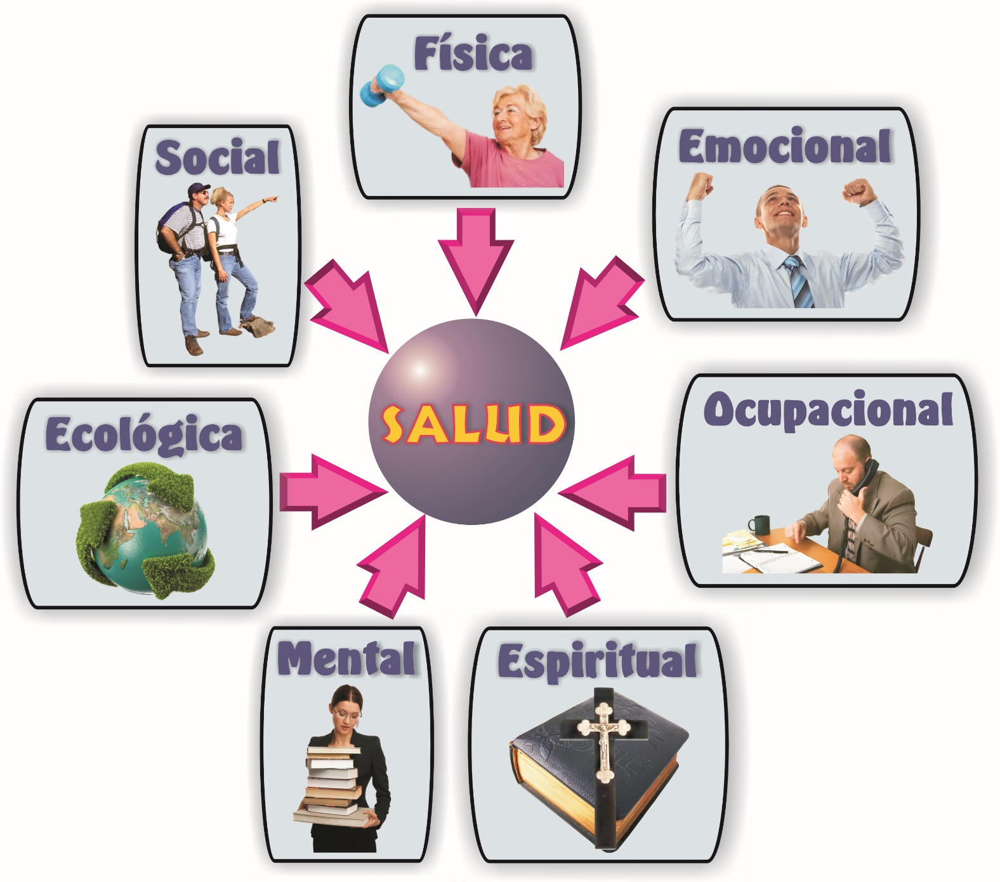 Física
Emocional
Social
Ocupacional
SALUD
Ecológica
Mental
Espiritual